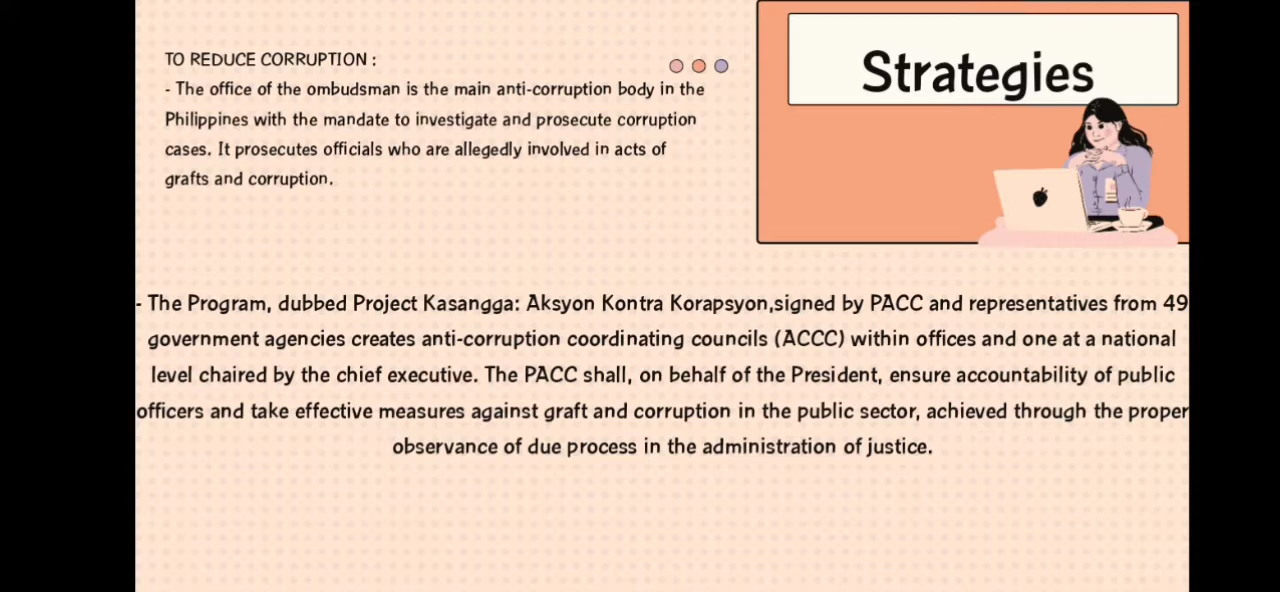 Strategies
TO REDUCE CORRUPTION :
- The office of the ombudsman is the main anti-corruption body in the
Philippines with the mandate to investigate and prosecute corruption
cases. It prosecutes officials who are allegedly involved in acts of
grafts and corruption.
- The Program, dubbed Project Kasangga: Aksyon Kontra Korapsyon,signed by PACC and representatives from 49
government agencies creates anti-corruption coordinating councils (ACCC) within offices and one at a national
level chaired by the chief executive. The PACC shall, on behalf of the President, ensure accountability of public
officers and take effective measures against graft and corruption in the public sector, achieved through the proper
observance of due process in the administration of justice.